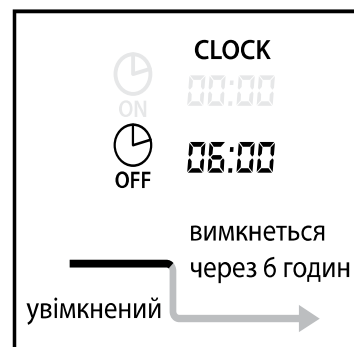 CLOCK
00:00
ON
06:00
OFF
вимкнеться
через 6 годин
увімкнений